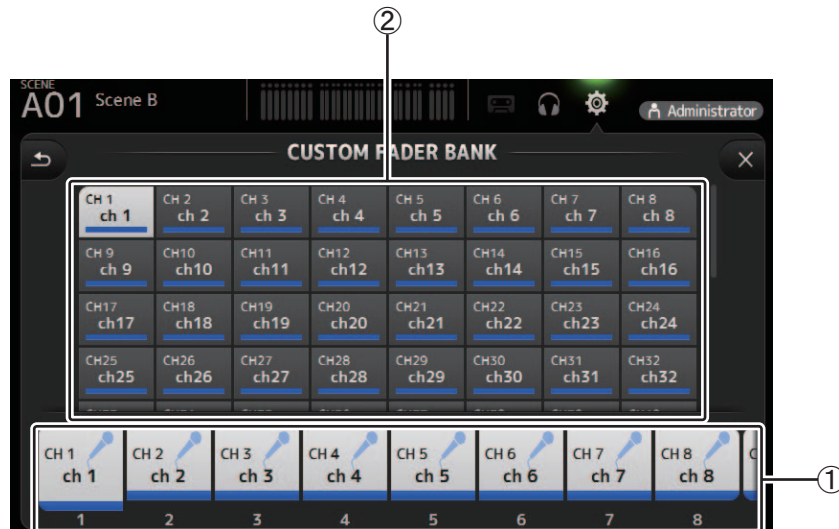 ②
SCENE
A01 Scene B
Administrator
CUSTOM FADER BANK
CH 1 CH 2 CH 3 CH 4 CH 5 CH 6 CH 7 CH 8
ch 1 ch 2 ch 3 ch 4 ch 5 ch 6 ch 7 ch 8
CH 9 CH10 CH11 CH12 CH13 CH14 CH15 CH16
ch 9 ch10 ch11 ch12 ch13 ch14 ch15 ch16
CH17 CH18 CH19 CH20 CH21 CH22 CH23 CH24
ch17 ch18 ch19 ch20 ch21 ch22 ch23 ch24
CH25 CH26 CH27 CH28 CH29 CH30 CH31 CH32
ch25 ch26 ch27 ch28 ch29 ch30 ch31 ch32
CH 1 CH 2 CH 3 CH 4 CH 5 CH 6 CH 7 CH 8
ch 1 ch 2 ch 3 ch 4 ch 5 ch 6 ch 7 ch 8
①
1 2 3 4 5 6 7 8